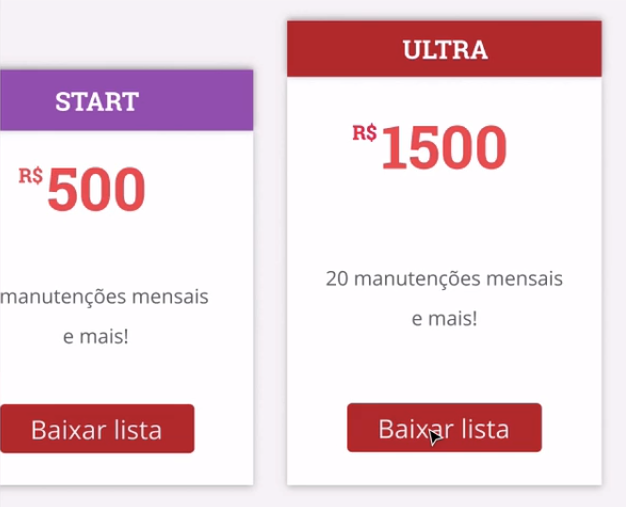 START
R$500
manutenções mensais
e mais!
Baixar lista
ULTRA
R$1500
20 manutenções mensais
e mais!
Baixar lista